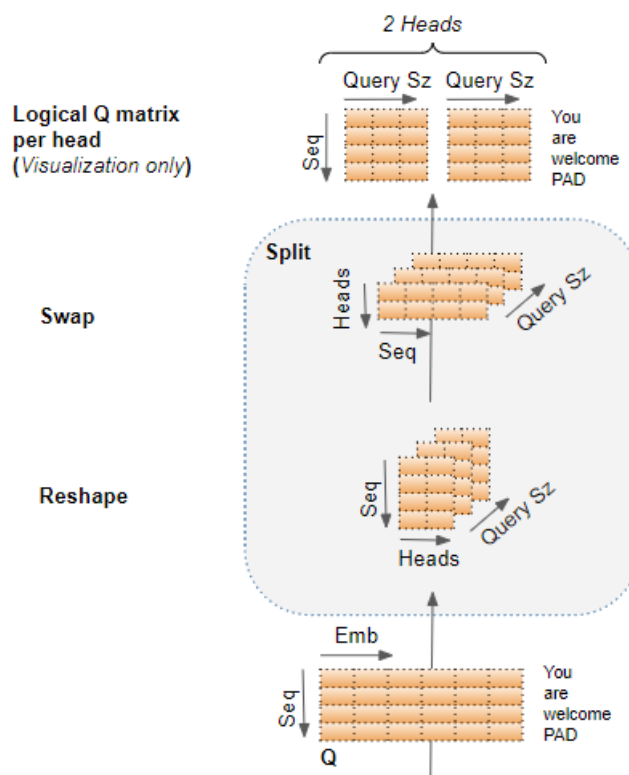 2 Heads
Query Sz Query Sz
Logical Q matrix
per head
(Visualization only)
Seq
You
are
welcome
PAD
Split
Swap
Heads
Seq
Query Sz
Reshape
Seq
Heads
Query Sz
Emb
Seq
You
are
welcome
PAD
Q